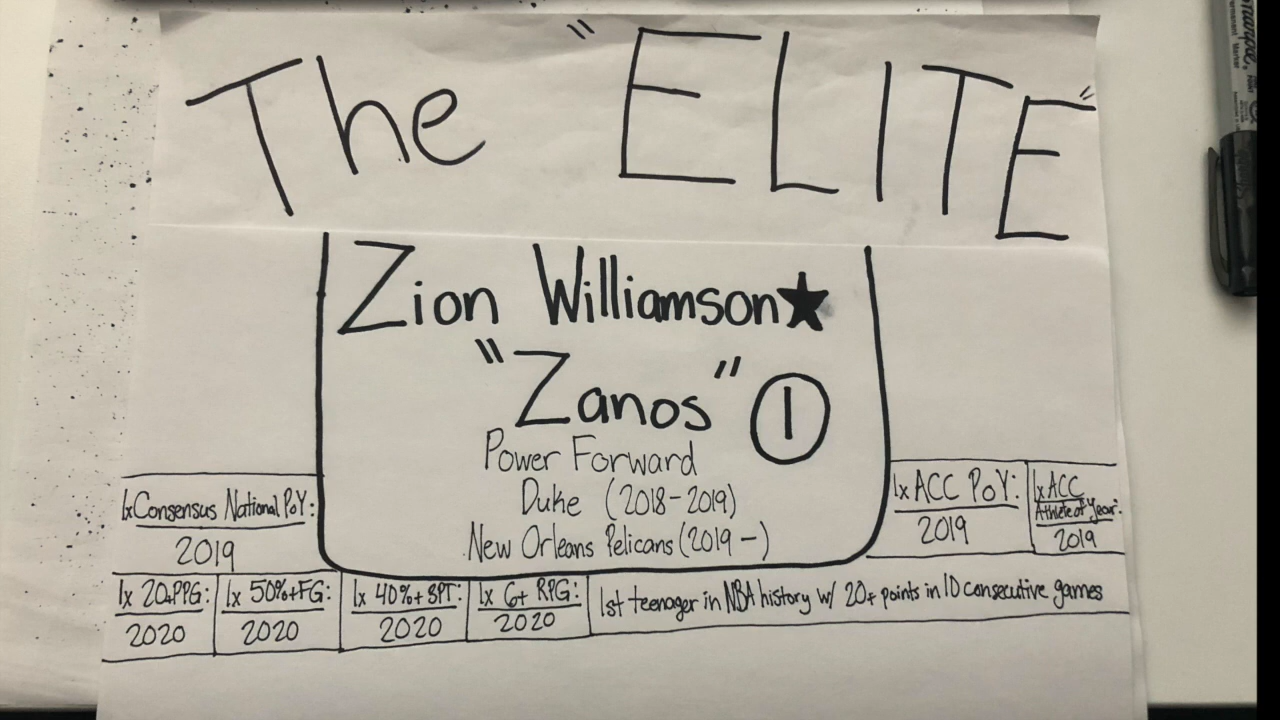 The "ELITE"
Zion Williamson★
"Zanos" 1
Power Forward
Duke (2018-2019)
New Orleans Pelicans (2019-)
1x Consensus National PoY:
2019
1x ACC PoY:
2019
1x ACC
Athlete of Year:
2019
1x 20+PPG:
2020
1x 50%+FG:
2020
1x 40%+3PT:
2020
1x 6+ RPG:
2020
1st teenager in NBA history w/ 20+ points in 10 consecutive games
Sharpie
Permanent Marker